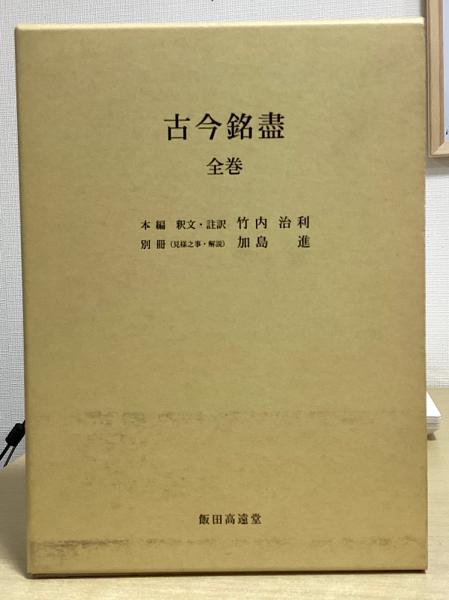 古今銘盡
全巻
本編 釈文・註訳 竹内治利
別冊(見様之事・解説) 加島 進
飯田高遠堂